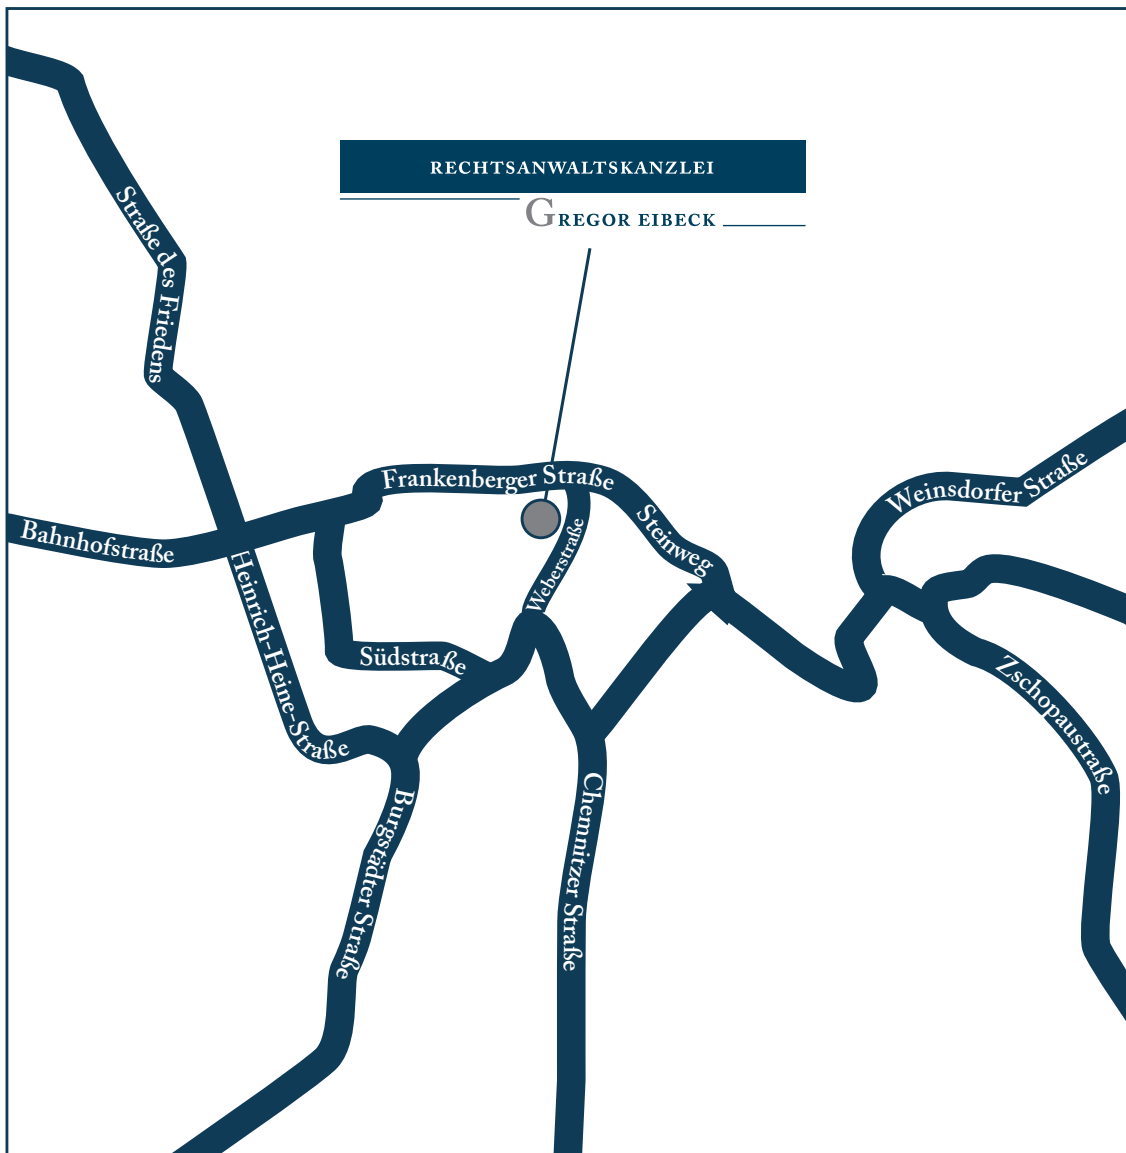 RECHTSANWALTSKANZLEI
GREGOR EIBECK
Straße des Friedens
Frankenberger Straße
Weinsdorfer Straße
Bahnhofstraße
Steinweg
Weberstraße
Heinrich-Heine-Straße
Südstraße
Zschopaustraße
Burgstädter Straße
Chemnitzer Straße